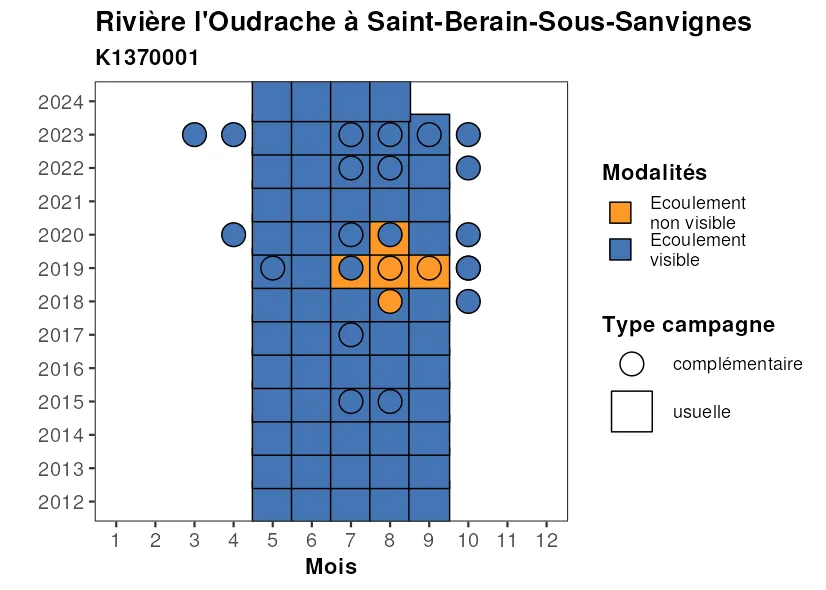 Rivière l'Oudrache à Saint-Berain-Sous-Sanvignes
K1370001
2024
2023
2022
2021
2020
2019
2018
2017
2016
2015
2014
2013
2012
1 2 3 4 5 6 7 8 9 10 11 12
Mois
Modalités
Ecoulement
non visible
Ecoulement
visible
Type campagne
complémentaire
usuelle